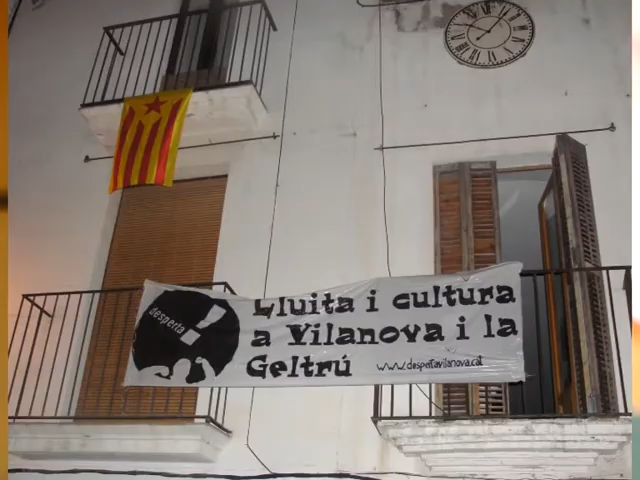 desperta!
Lluita i cultura
a Vilanova i la
Geltrú
www.despertavilanova.cat